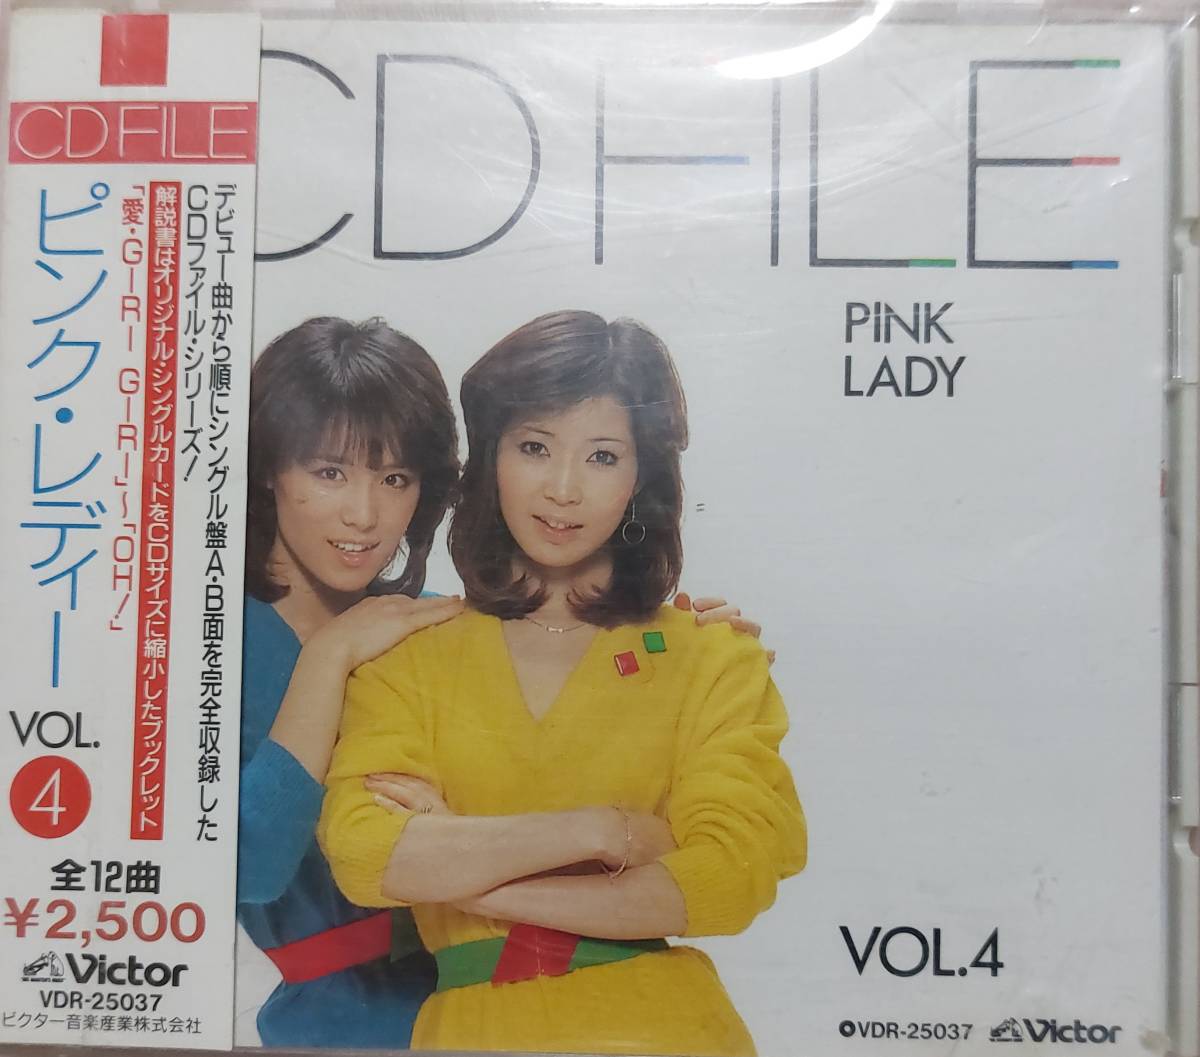 CD FILE
デビュー曲から順にシングル盤A・B面を完全収録した
CDファイル・シリーズ!
解説書はオリジナル・シングルカードをCDサイズに縮小したブックレット
「愛・GIRI GIRI」~「OH!」
ピンク・レディー
VOL.
4
全12曲
¥2,500
Victor
VDR-25037
ビクター音楽産業株式会社
CD FILE
PINK
LADY
VOL.4
VDR-25037 Victor